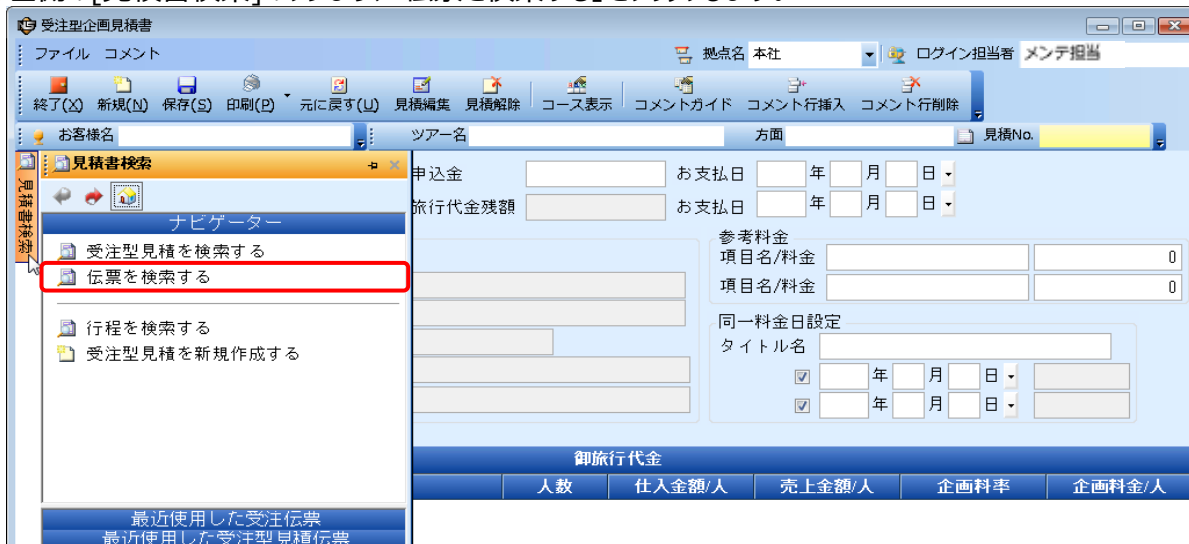 受注型企画見積書
ファイル コメント
拠点名 本社 ログイン担当者 メンテ担当
終了(X) 新規(N) 保存(S) 印刷(P) 元に戻す(U) 見積編集 見積解除 コース表示 コメントガイド コメント行挿入 コメント行削除
お客様名 ツアー名 方面 見積No.
見積書検索
見積書検索
ナビゲーター
受注型見積を検索する
伝票を検索する
行程を検索する
受注型見積を新規作成する
最近使用した受注伝票
最近使用した受注型見積伝票
申込金 お支払日 年 月 日
旅行代金残額 お支払日 年 月 日
参考料金
項目名/料金 0
項目名/料金 0
同一料金日設定
タイトル名
年 月 日
年 月 日
御旅行代金
人数 仕入金額/人 売上金額/人 企画料率 企画料金/人